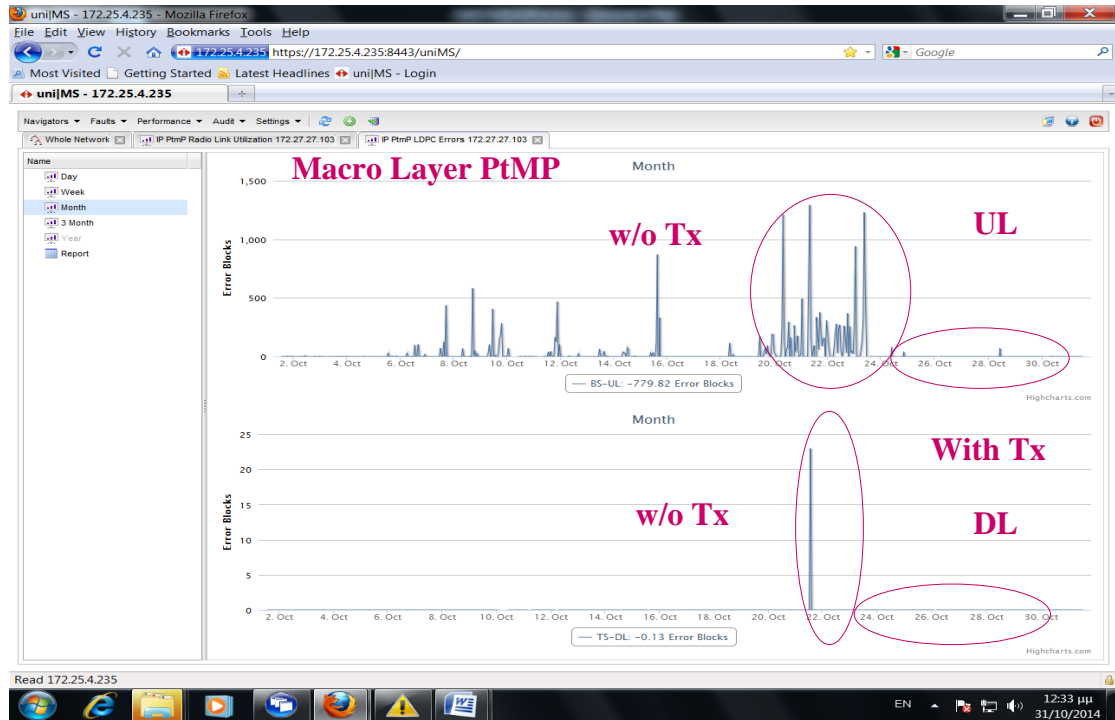 uni|MS - 172.25.4.235 - Mozilla Firefox
File Edit View History Bookmarks Tools Help
172.25.4.235 https://172.25.4.235:8443/uniMS/
Google
Most Visited Getting Started Latest Headlines uni|MS - Login
uni|MS - 172.25.4.235
Navigators Faults Performance Audit Settings
Whole Network IP PtmP Radio Link Utilization 172.27.27.103 IP PtmP LDPC Errors 172.27.27.103
Name
Day
Week
Month
3 Month
Year
Report
Macro Layer PtMP
Month
w/o Tx
UL
Error Blocks
1,500
1,000
500
0
2. Oct 4. Oct 6. Oct 8. Oct 10. Oct 12. Oct 14. Oct 16. Oct 18. Oct 20. Oct 22. Oct 24. Oct 26. Oct 28. Oct 30. Oct
BS-UL: ~779.82 Error Blocks
Highcharts.com
Month
With Tx
w/o Tx
DL
Error Blocks
25
20
15
10
5
0
2. Oct 4. Oct 6. Oct 8. Oct 10. Oct 12. Oct 14. Oct 16. Oct 18. Oct 20. Oct 22. Oct 24. Oct 26. Oct 28. Oct 30. Oct
TS-DL: ~0.13 Error Blocks
Highcharts.com
Read 172.25.4.235
EN
12:33 μμ
31/10/2014